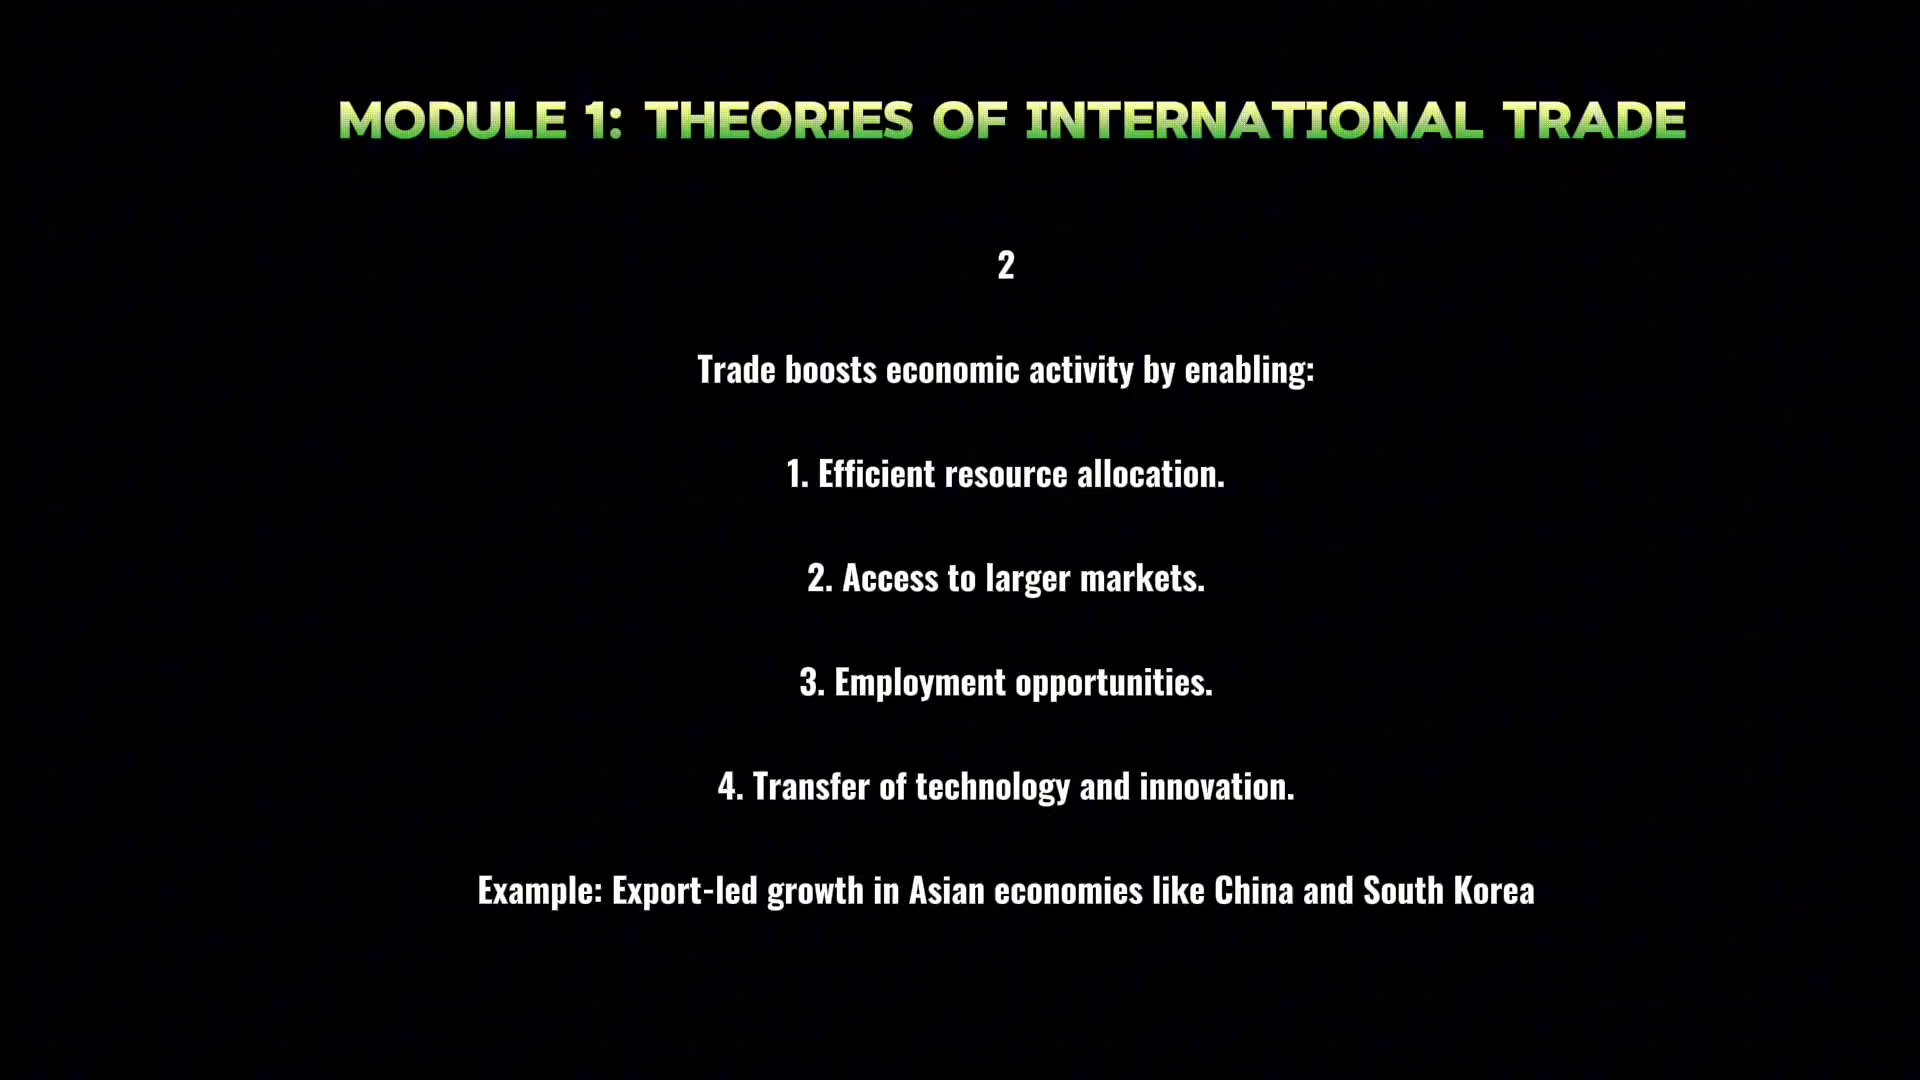 MODULE 1: THEORIES OF INTERNATIONAL TRADE
2
Trade boosts economic activity by enabling:
1. Efficient resource allocation.
2. Access to larger markets.
3. Employment opportunities.
4. Transfer of technology and innovation.
Example: Export-led growth in Asian economies like China and South Korea